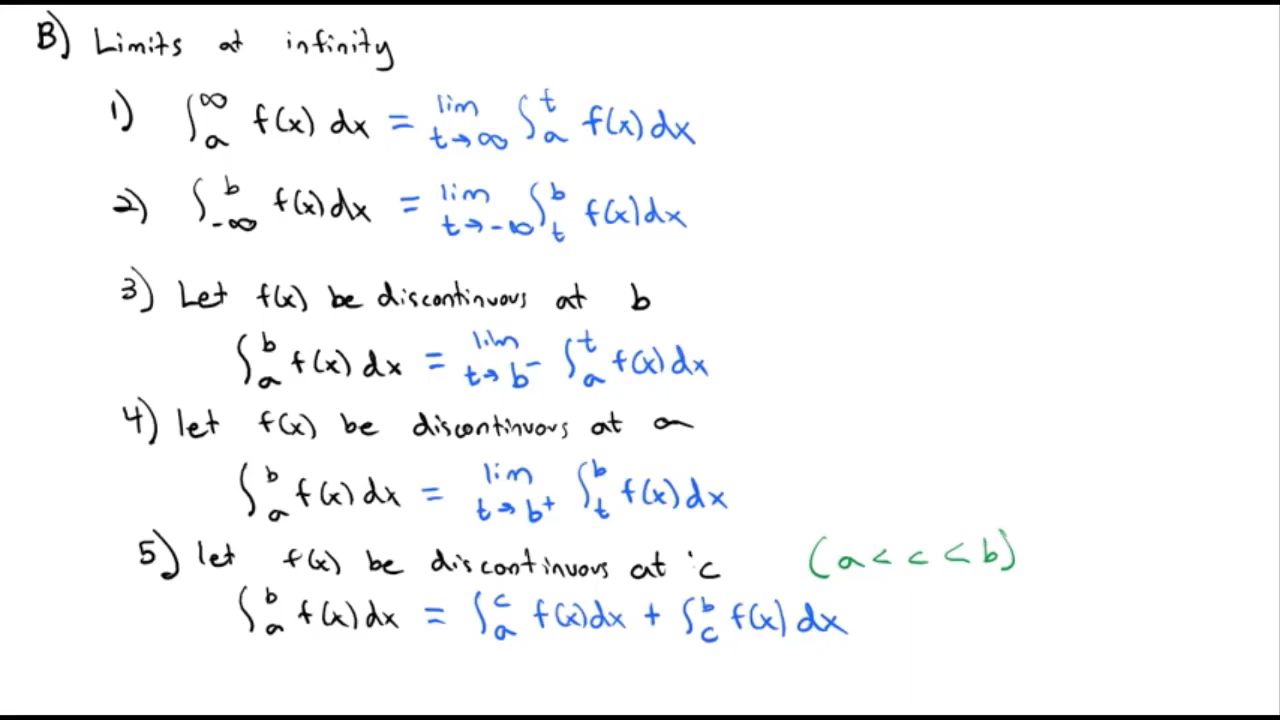 B) Limits at infinity
1) ∫_a^∞ f(x) dx = lim_{t→∞} ∫_a^t f(x) dx
2) ∫_{-∞}^b f(x) dx = lim_{t→-∞} ∫_t^b f(x) dx
3) Let f(x) be discontinuous at b
∫_a^b f(x) dx = lim_{t→b⁻} ∫_a^t f(x) dx
4) let f(x) be discontinuous at a
∫_a^b f(x) dx = lim_{t→b⁺} ∫_t^b f(x) dx
5) let f(x) be discontinuous at c (a < c < b)
∫_a^b f(x) dx = ∫_a^c f(x) dx + ∫_c^b f(x) dx